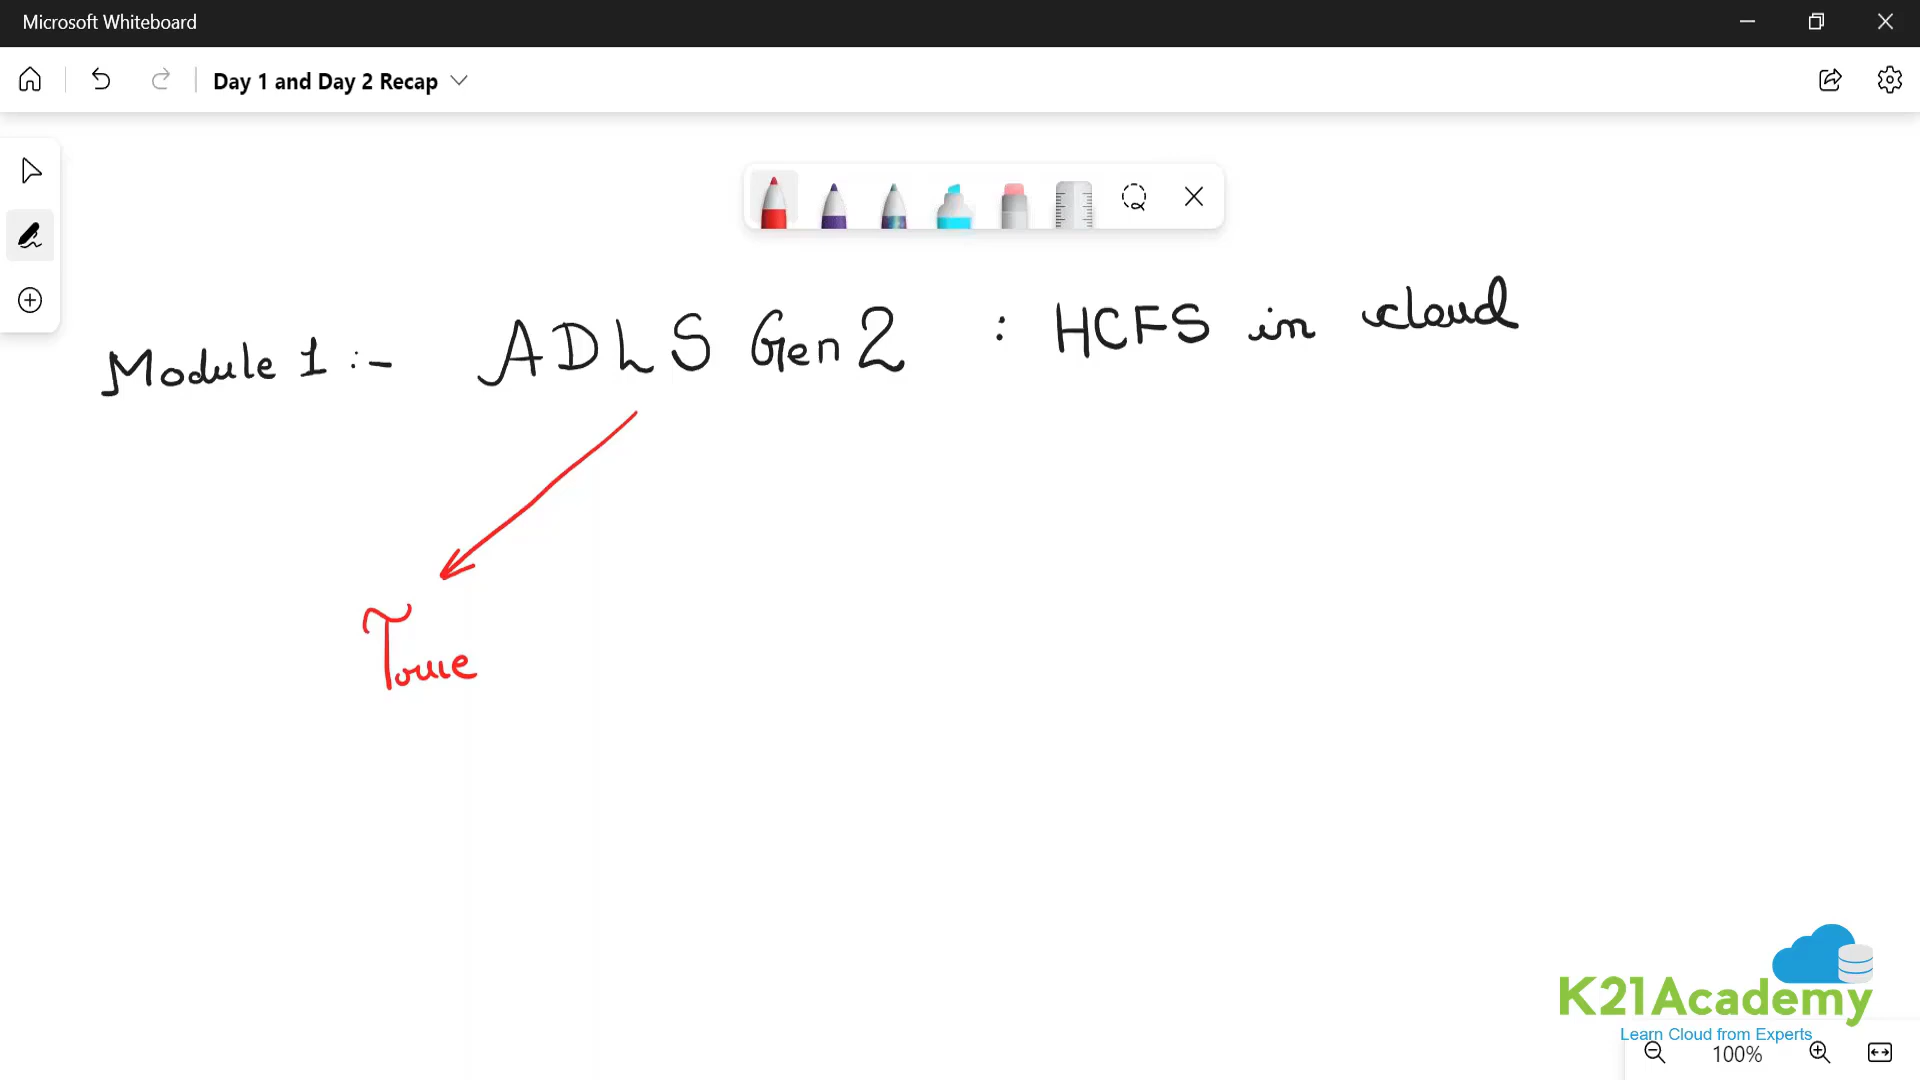 Microsoft Whiteboard
Day 1 and Day 2 Recap
Module 1 :- ADLS Gen2 : HCFS in cloud
True
K21Academy
Learn Cloud from Experts
100%